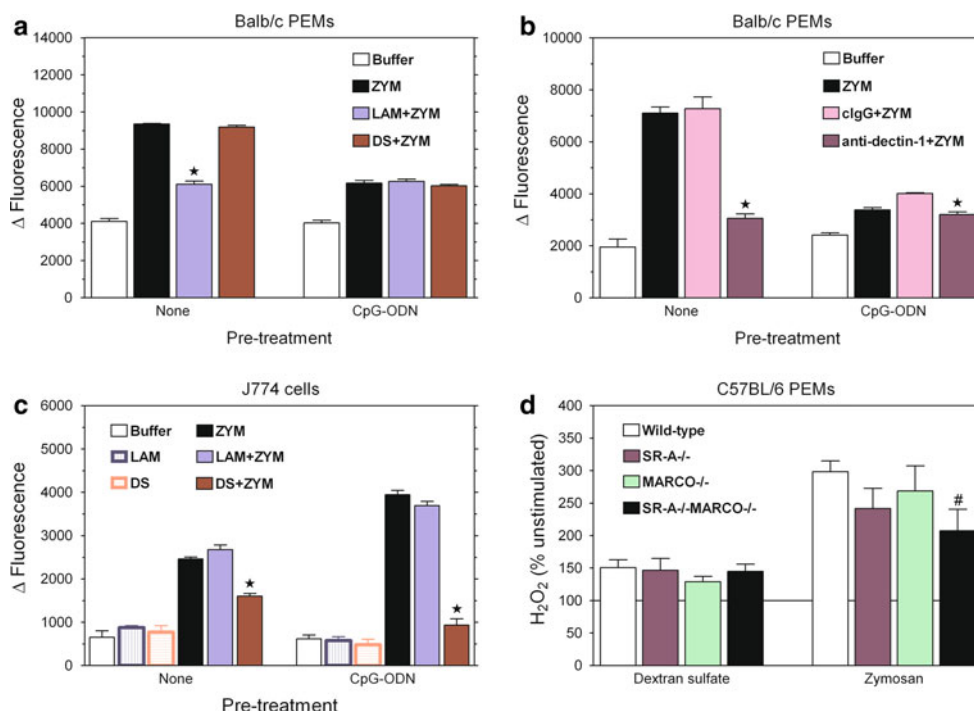 a
Balb/c PEMs
14000
12000
10000
8000
6000
4000
2000
0
Δ Fluorescence
Buffer
ZYM
LAM+ZYM
DS+ZYM
★
None
CpG-ODN
Pre-treatment
b
Balb/c PEMs
10000
8000
6000
4000
2000
0
Δ Fluorescence
Buffer
ZYM
cIgG+ZYM
anti-dectin-1+ZYM
★
★
None
CpG-ODN
Pre-treatment
c
J774 cells
6000
5000
4000
3000
2000
1000
0
Δ Fluorescence
Buffer
LAM
DS
ZYM
LAM+ZYM
DS+ZYM
★
★
None
CpG-ODN
Pre-treatment
d
C57BL/6 PEMs
400
350
300
250
200
150
100
50
0
H₂O₂ (% unstimulated)
Wild-type
SR-A-/-
MARCO-/-
SR-A-/-MARCO-/-
#
Dextran sulfate
Zymosan